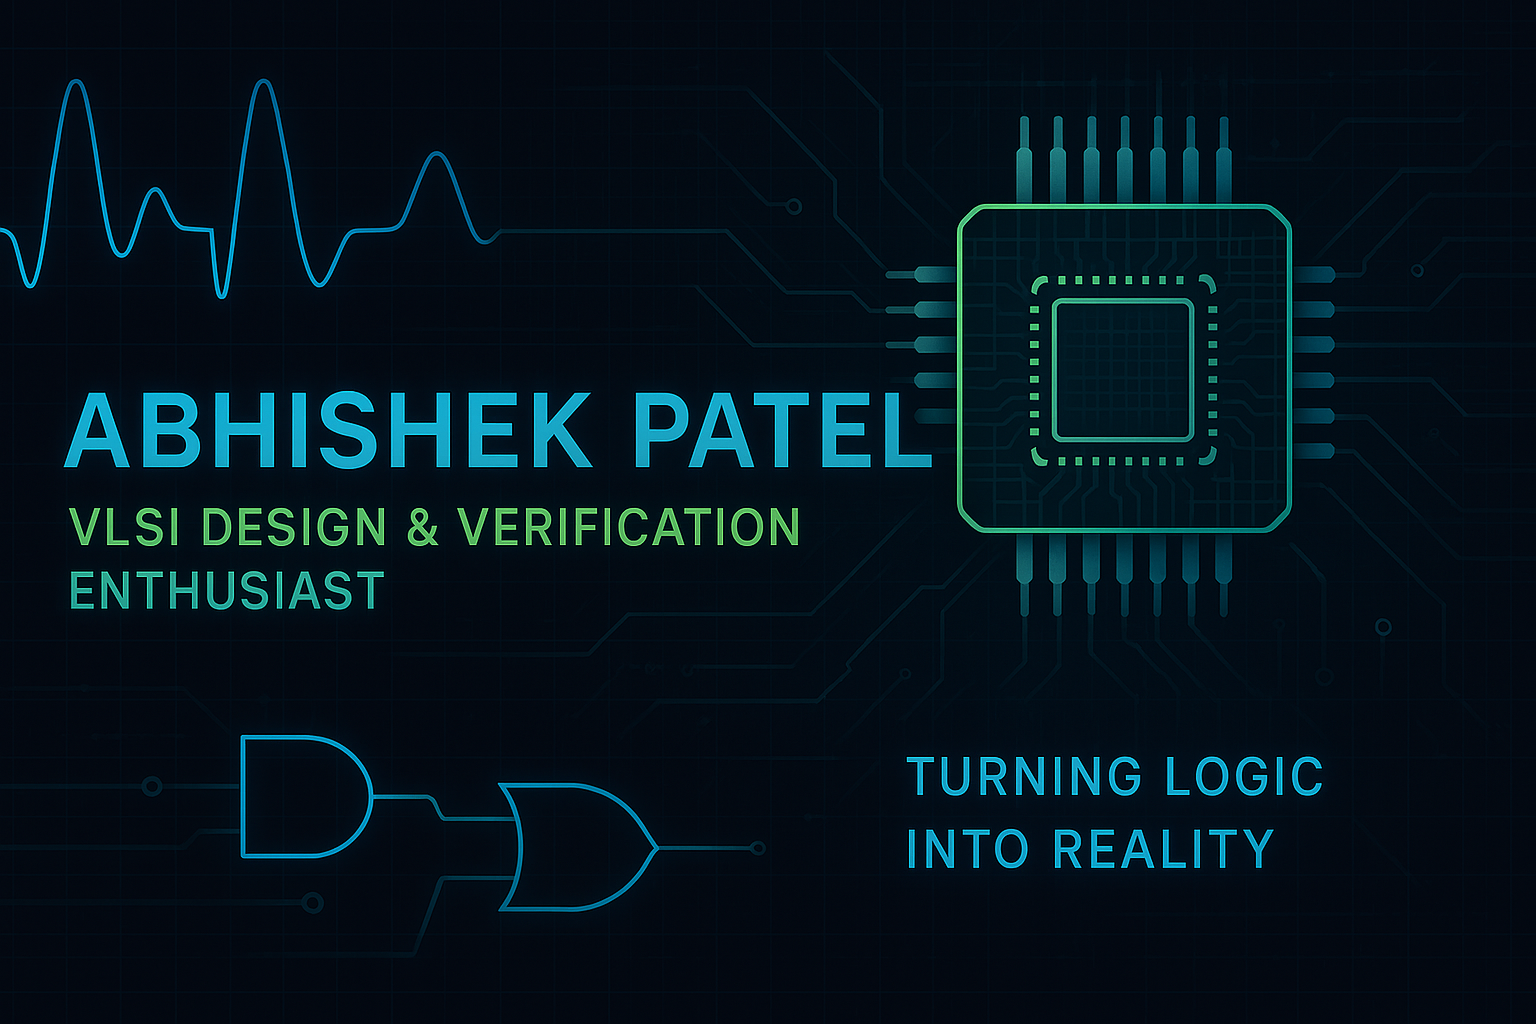 ABHISHEK PATEL
VLSI DESIGN & VERIFICATION
ENTHUSIAST
TURNING LOGIC
INTO REALITY